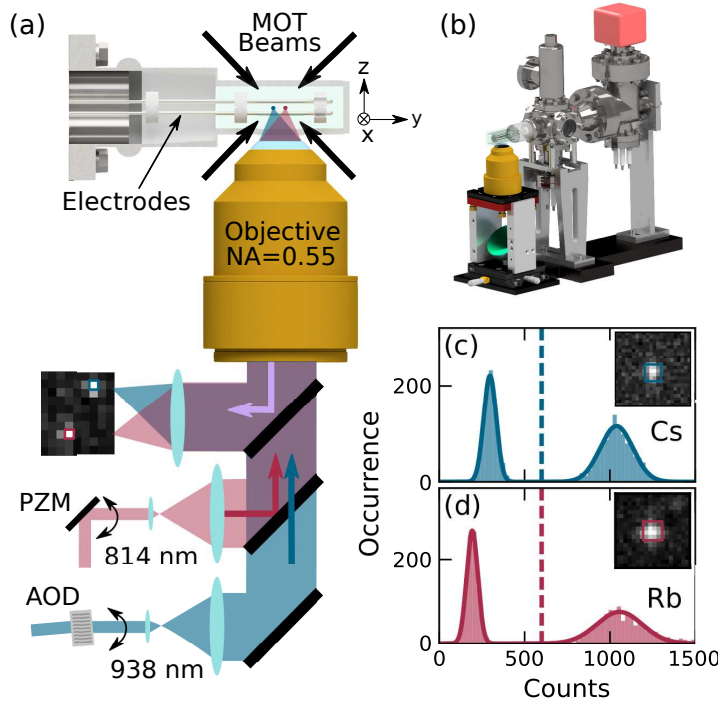 (a)
MOT
Beams
z
y
x
Electrodes
Objective
NA=0.55
PZM
814 nm
AOD
938 nm
(b)
(c)
200
0
Cs
Occurrence
(d)
200
0
Rb
0 500 1000 1500
Counts